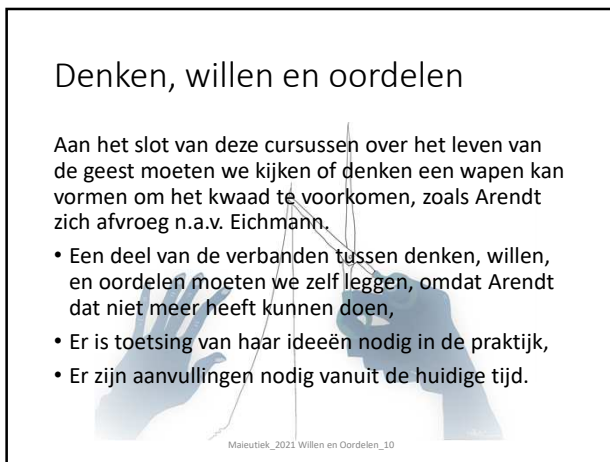 Denken, willen en oordelen
Aan het slot van deze cursussen over het leven van
de geest moeten we kijken of denken een wapen kan
vormen om het kwaad te voorkomen, zoals Arendt
zich afvroeg n.a.v. Eichmann.
• Een deel van de verbanden tussen denken, willen,
en oordelen moeten we zelf leggen, omdat Arendt
dat niet meer heeft kunnen doen,
• Er is toetsing van haar ideeën nodig in de praktijk,
• Er zijn aanvullingen nodig vanuit de huidige tijd.
Maieutiek_2021 Willen en Oordelen_10